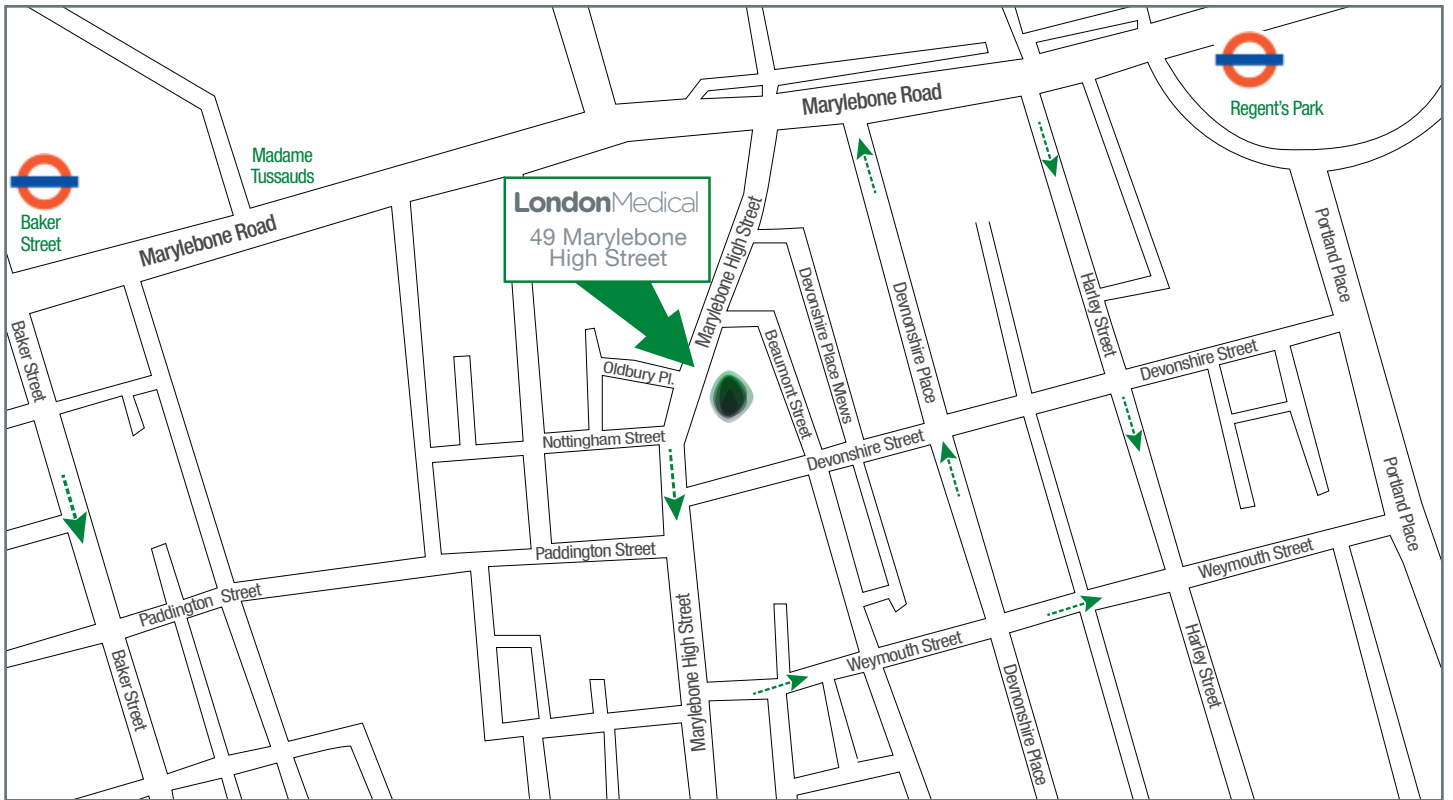 Marylebone Road
Regent's Park
Madame
Tussauds
Baker
Street
Marylebone Road
LondonMedical
49 Marylebone
High Street
Marylebone High Street
Portland Place
Devonshire Place Mews
Devnonshire Place
Harley Street
Baker Street
Beaumont Street
Devonshire Street
Oldbury Pl.
Nottingham Street
Devonshire Street
Portland Place
Paddington Street
Weymouth Street
Paddington Street
Marylebone High Street
Weymouth Street
Harley Street
Baker Street
Devnonshire Place